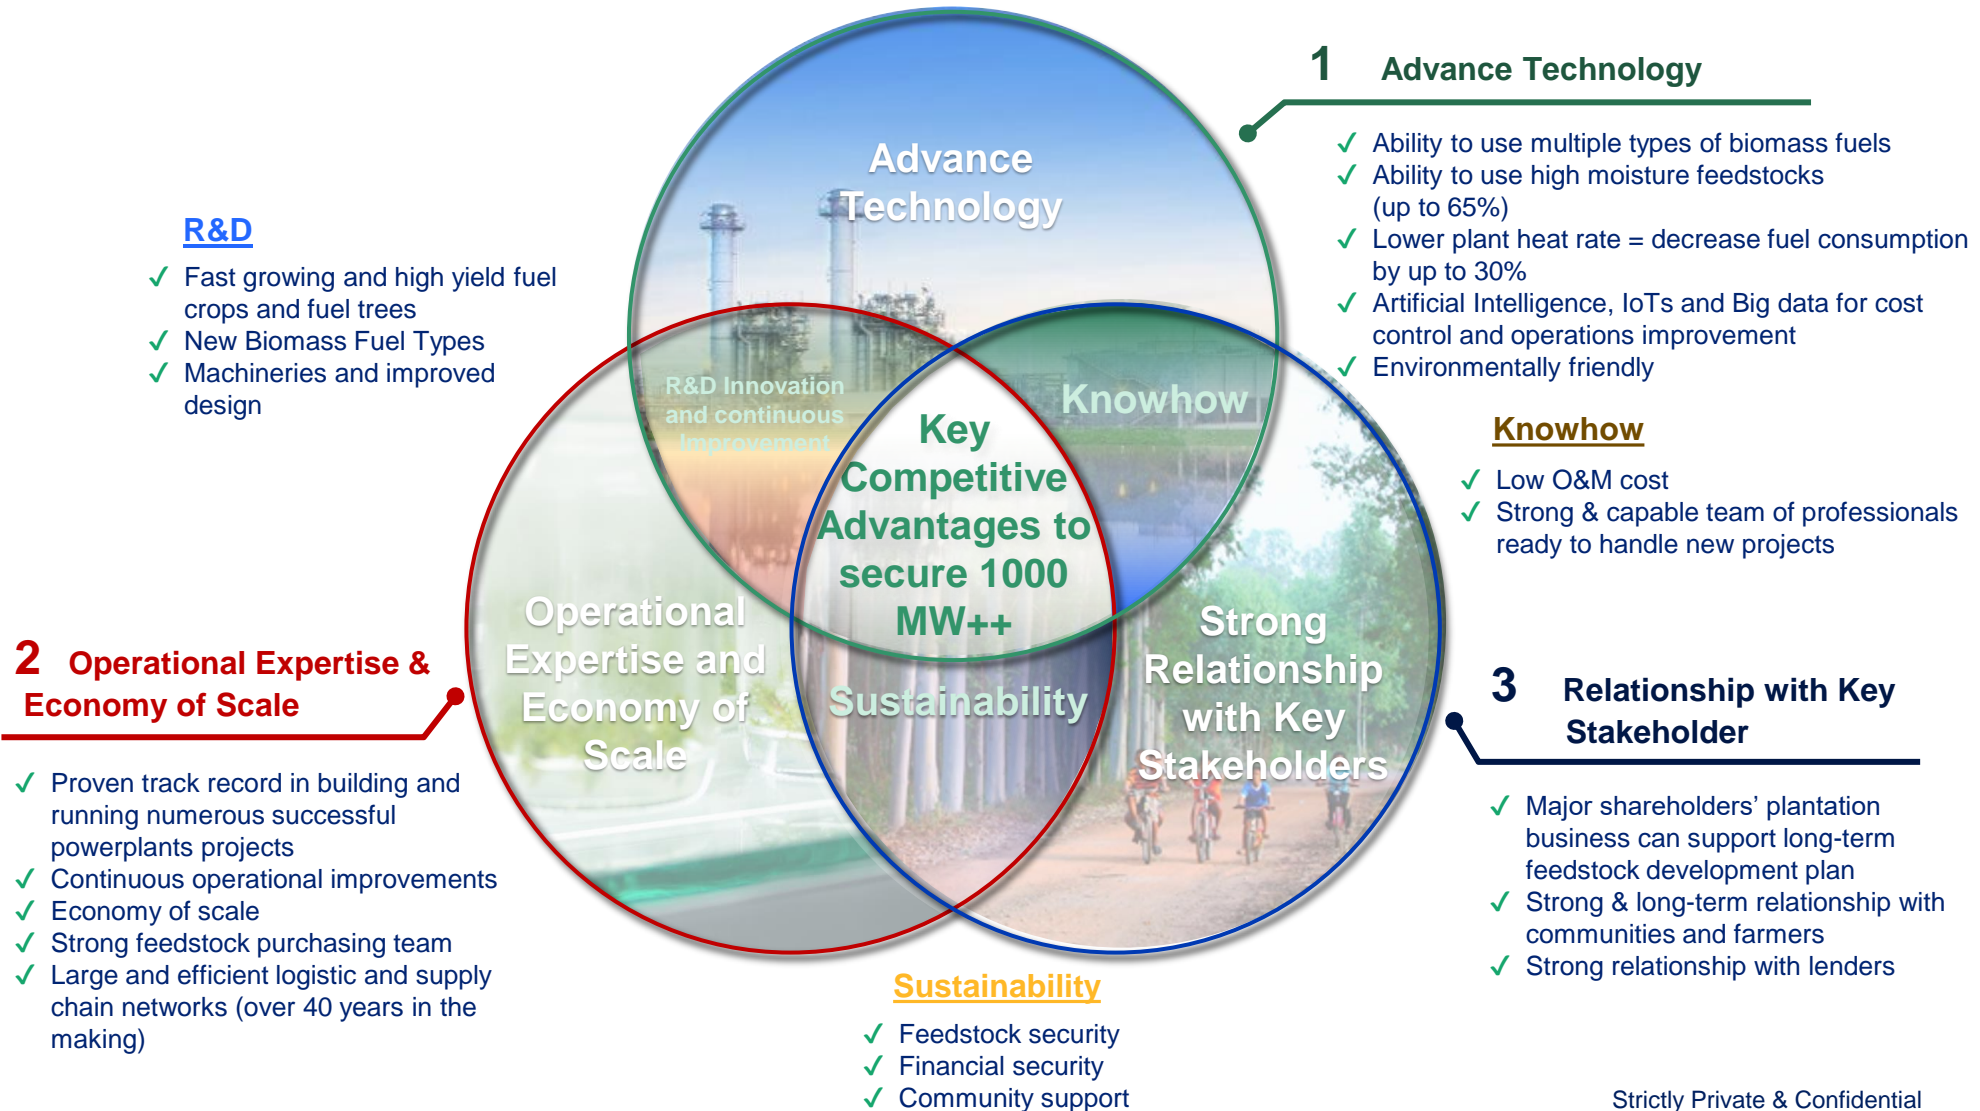 1 Advance Technology
✓ Ability to use multiple types of biomass fuels
✓ Ability to use high moisture feedstocks
(up to 65%)
✓ Lower plant heat rate = decrease fuel consumption
by up to 30%
✓ Artificial Intelligence, IoTs and Big data for cost
control and operations improvement
✓ Environmentally friendly
R&D
✓ Fast growing and high yield fuel
crops and fuel trees
✓ New Biomass Fuel Types
✓ Machineries and improved
design
Advance
Technology
R&D Innovation
and continuous
Improvement
Knowhow
Key
Competitive
Advantages to
secure 1000
MW++
Operational
Expertise and
Economy of
Scale
Sustainability
Strong
Relationship
with Key
Stakeholders
Knowhow
✓ Low O&M cost
✓ Strong & capable team of professionals
ready to handle new projects
2 Operational Expertise &
Economy of Scale
✓ Proven track record in building and
running numerous successful
powerplants projects
✓ Continuous operational improvements
✓ Economy of scale
✓ Strong feedstock purchasing team
✓ Large and efficient logistic and supply
chain networks (over 40 years in the
making)
3 Relationship with Key
Stakeholder
✓ Major shareholders’ plantation
business can support long-term
feedstock development plan
✓ Strong & long-term relationship with
communities and farmers
✓ Strong relationship with lenders
Sustainability
✓ Feedstock security
✓ Financial security
✓ Community support
Strictly Private & Confidential